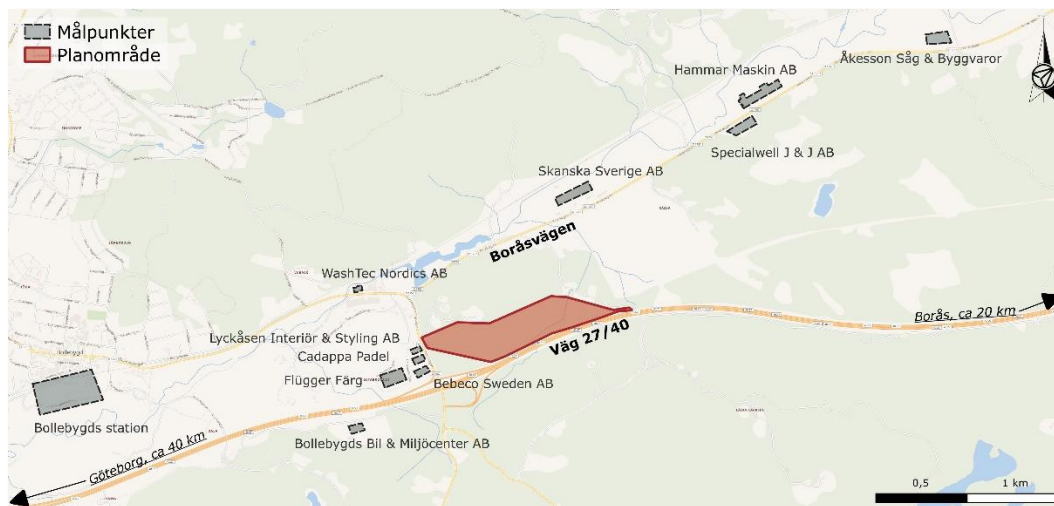 Målpunkter
Planområde
Åkesson Såg & Byggvaror
Hammar Maskin AB
Specialwell J & J AB
Skanska Sverige AB
Boråsvägen
WashTec Nordics AB
Borås, ca 20 km
Väg 27/40
Lyckåsen Interiör & Styling AB
Cadappa Padel
Flügger Färg
Bebeco Sweden AB
Bollebygds station
Bollebygds Bil & Miljöcenter AB
Göteborg, ca 40 km
0,5
1 km